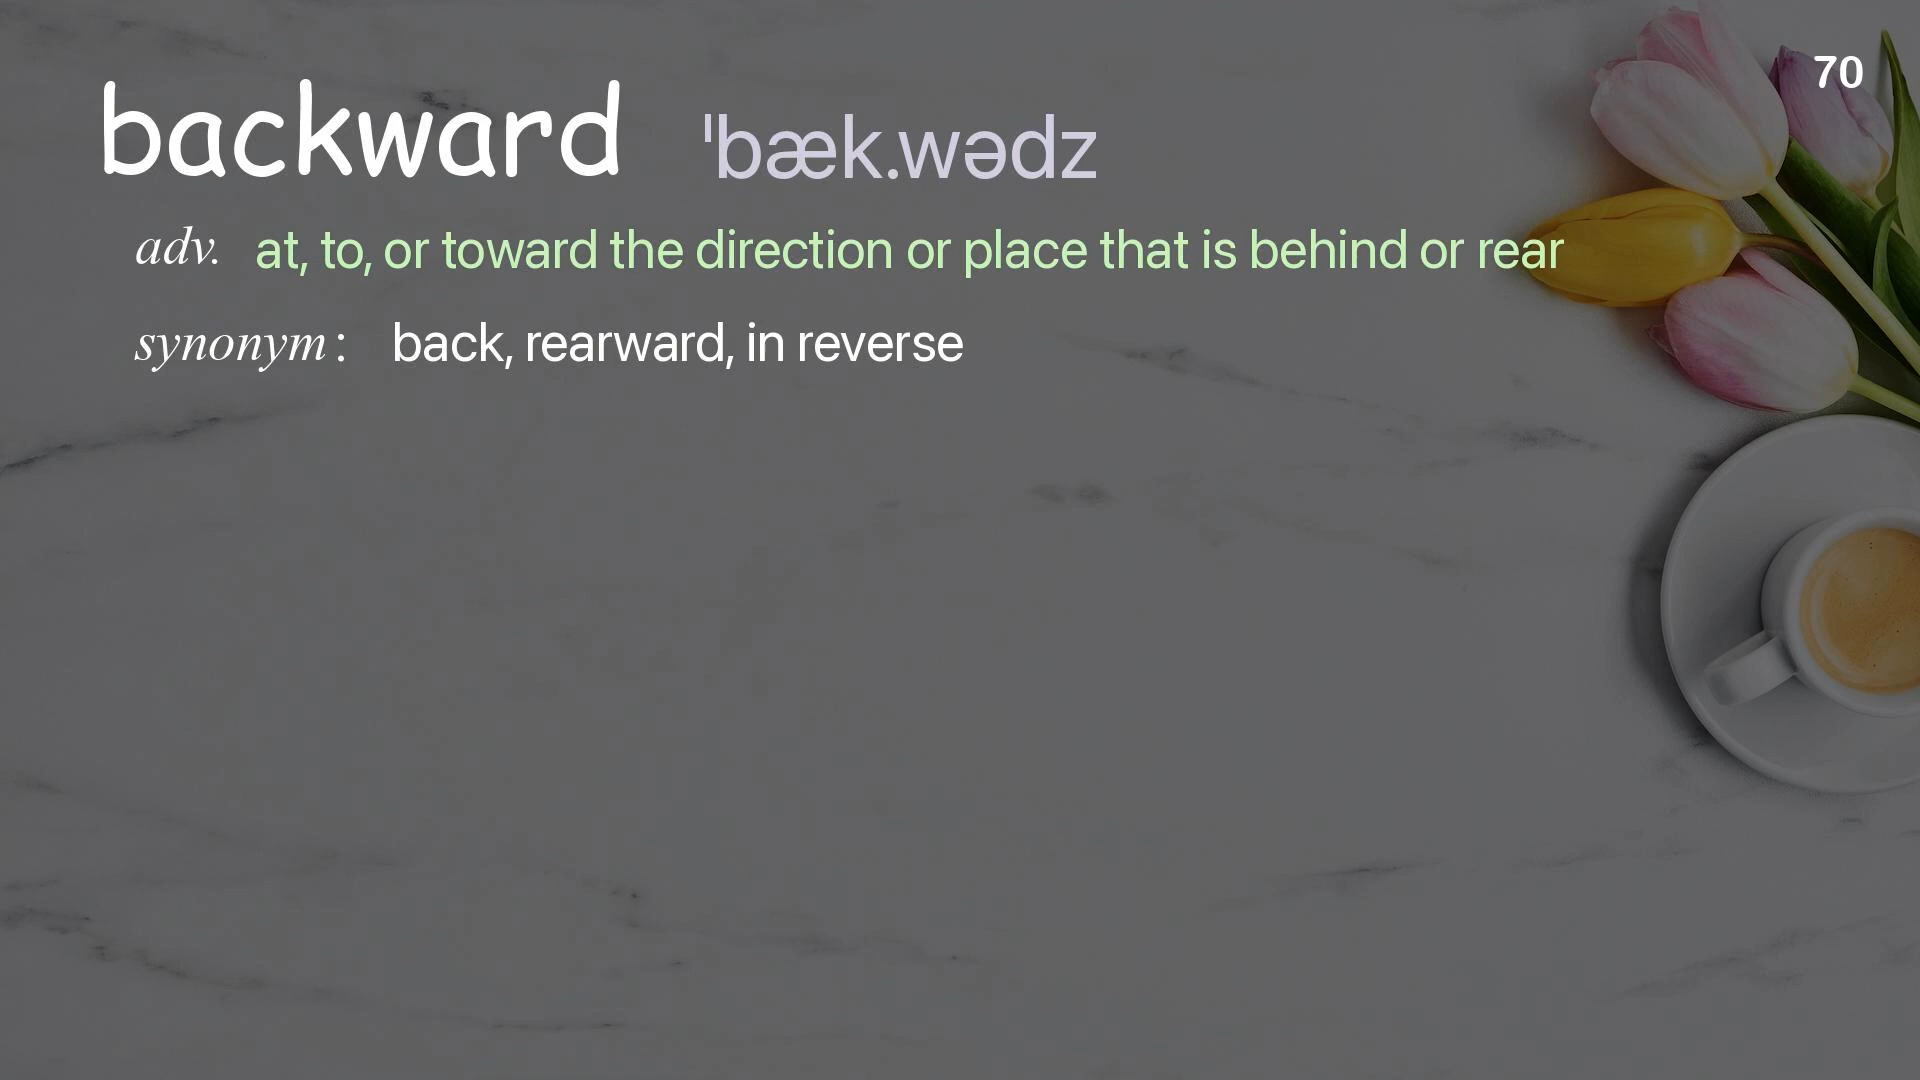 70
backward ˈbæk.wədz
adv. at, to, or toward the direction or place that is behind or rear
synonym : back, rearward, in reverse